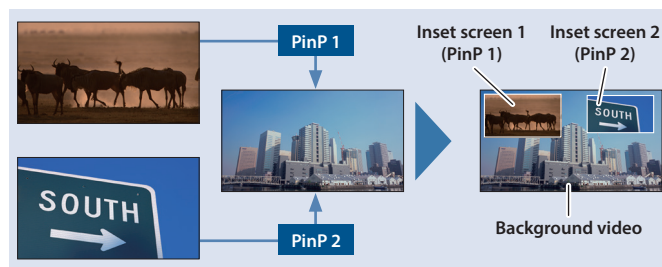 PinP 1
Inset screen 1
(PinP 1)
Inset screen 2
(PinP 2)
SOUTH
SOUTH
PinP 2
Background video